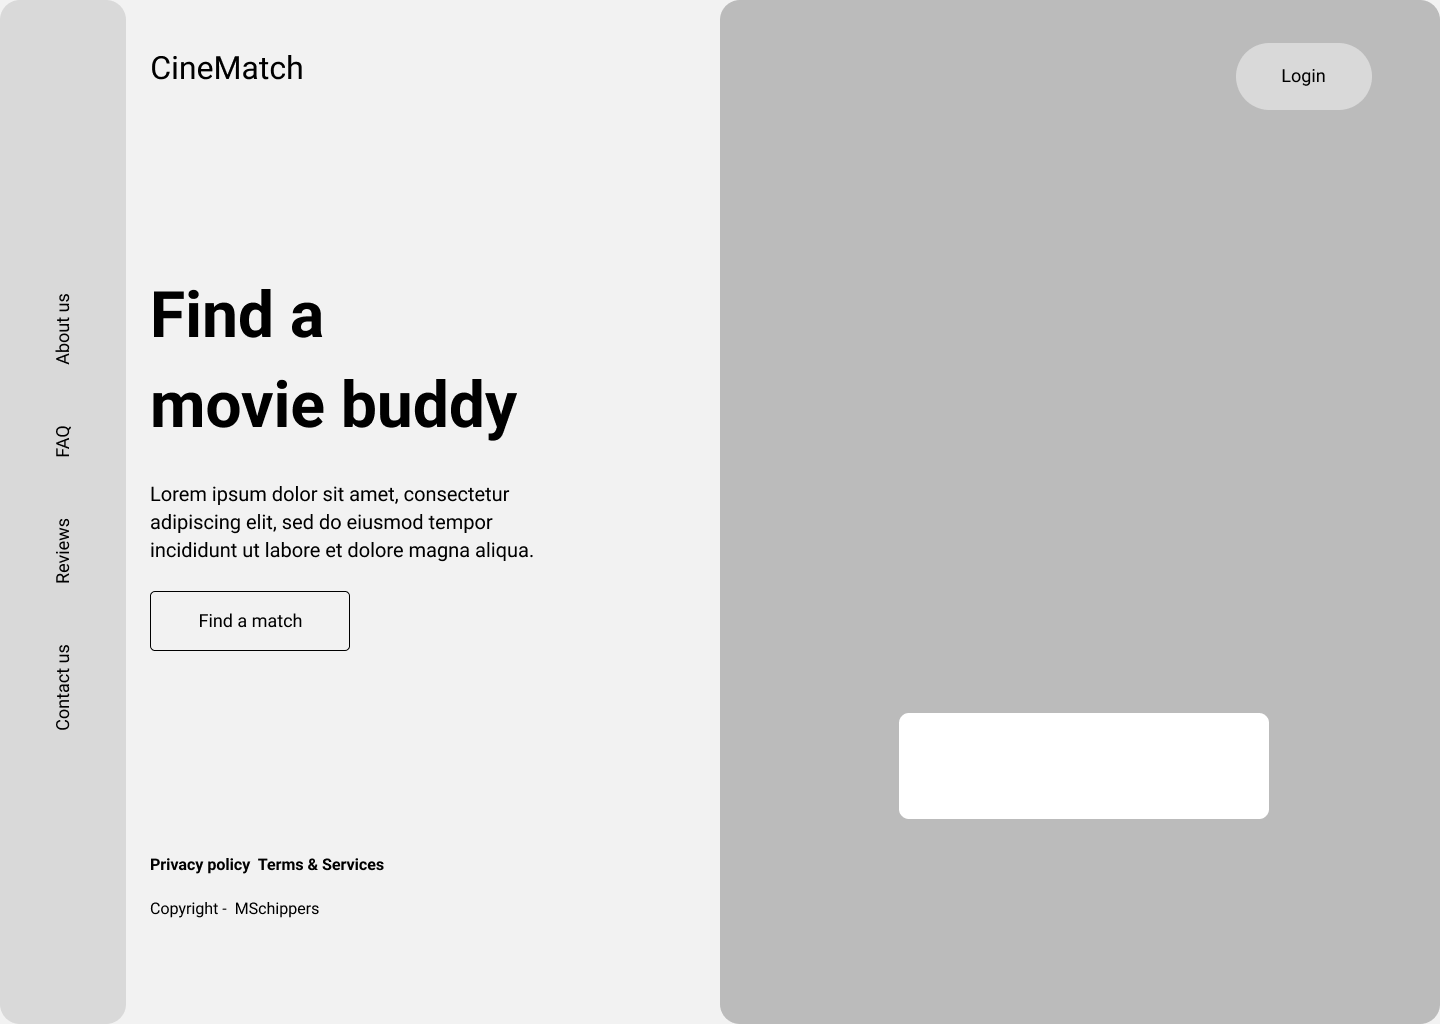 CineMatch
Login
About us
FAQ
Reviews
Contact us
Find a
movie buddy
Lorem ipsum dolor sit amet, consectetur
adipiscing elit, sed do eiusmod tempor
incididunt ut labore et dolore magna aliqua.
Find a match
Privacy policy  Terms & Services
Copyright -  MSchippers